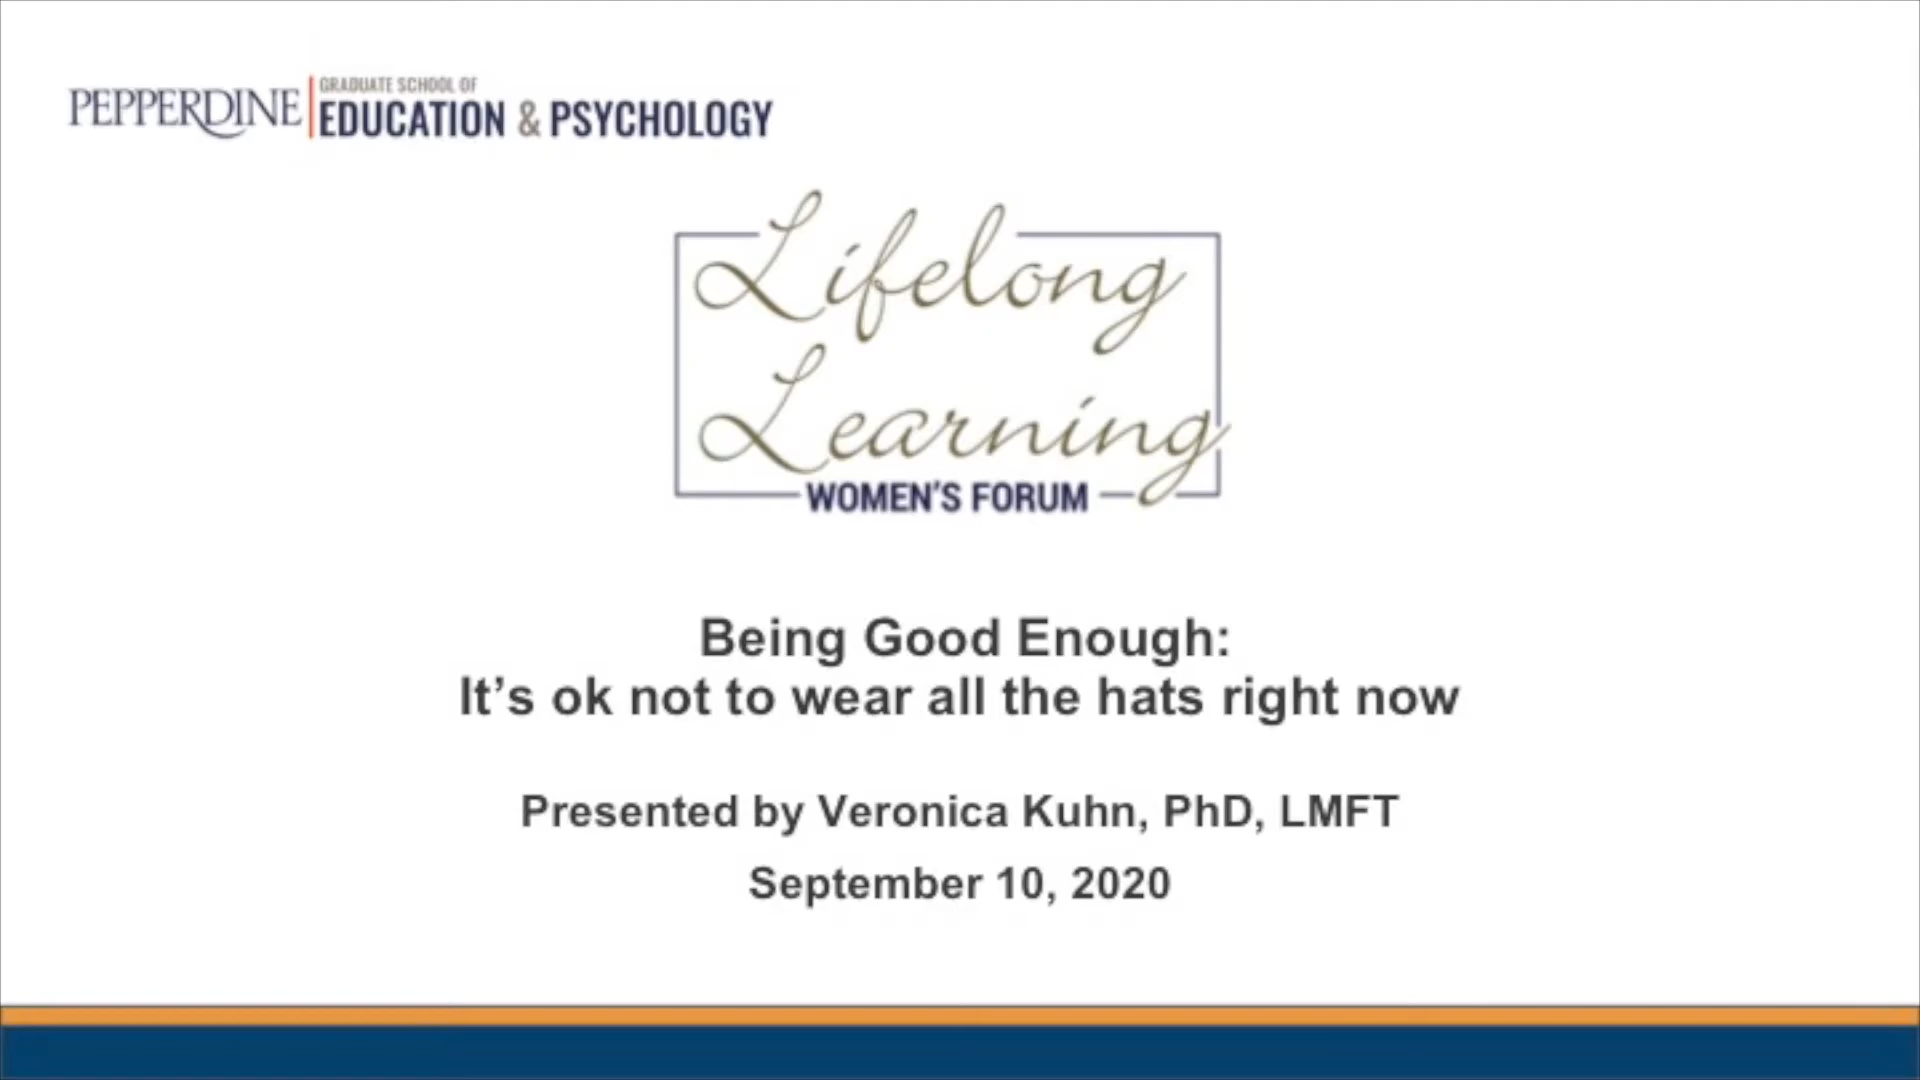 PEPPERDINE
GRADUATE SCHOOL OF
EDUCATION & PSYCHOLOGY
Lifelong
Learning
WOMEN'S FORUM
Being Good Enough:
It’s ok not to wear all the hats right now
Presented by Veronica Kuhn, PhD, LMFT
September 10, 2020